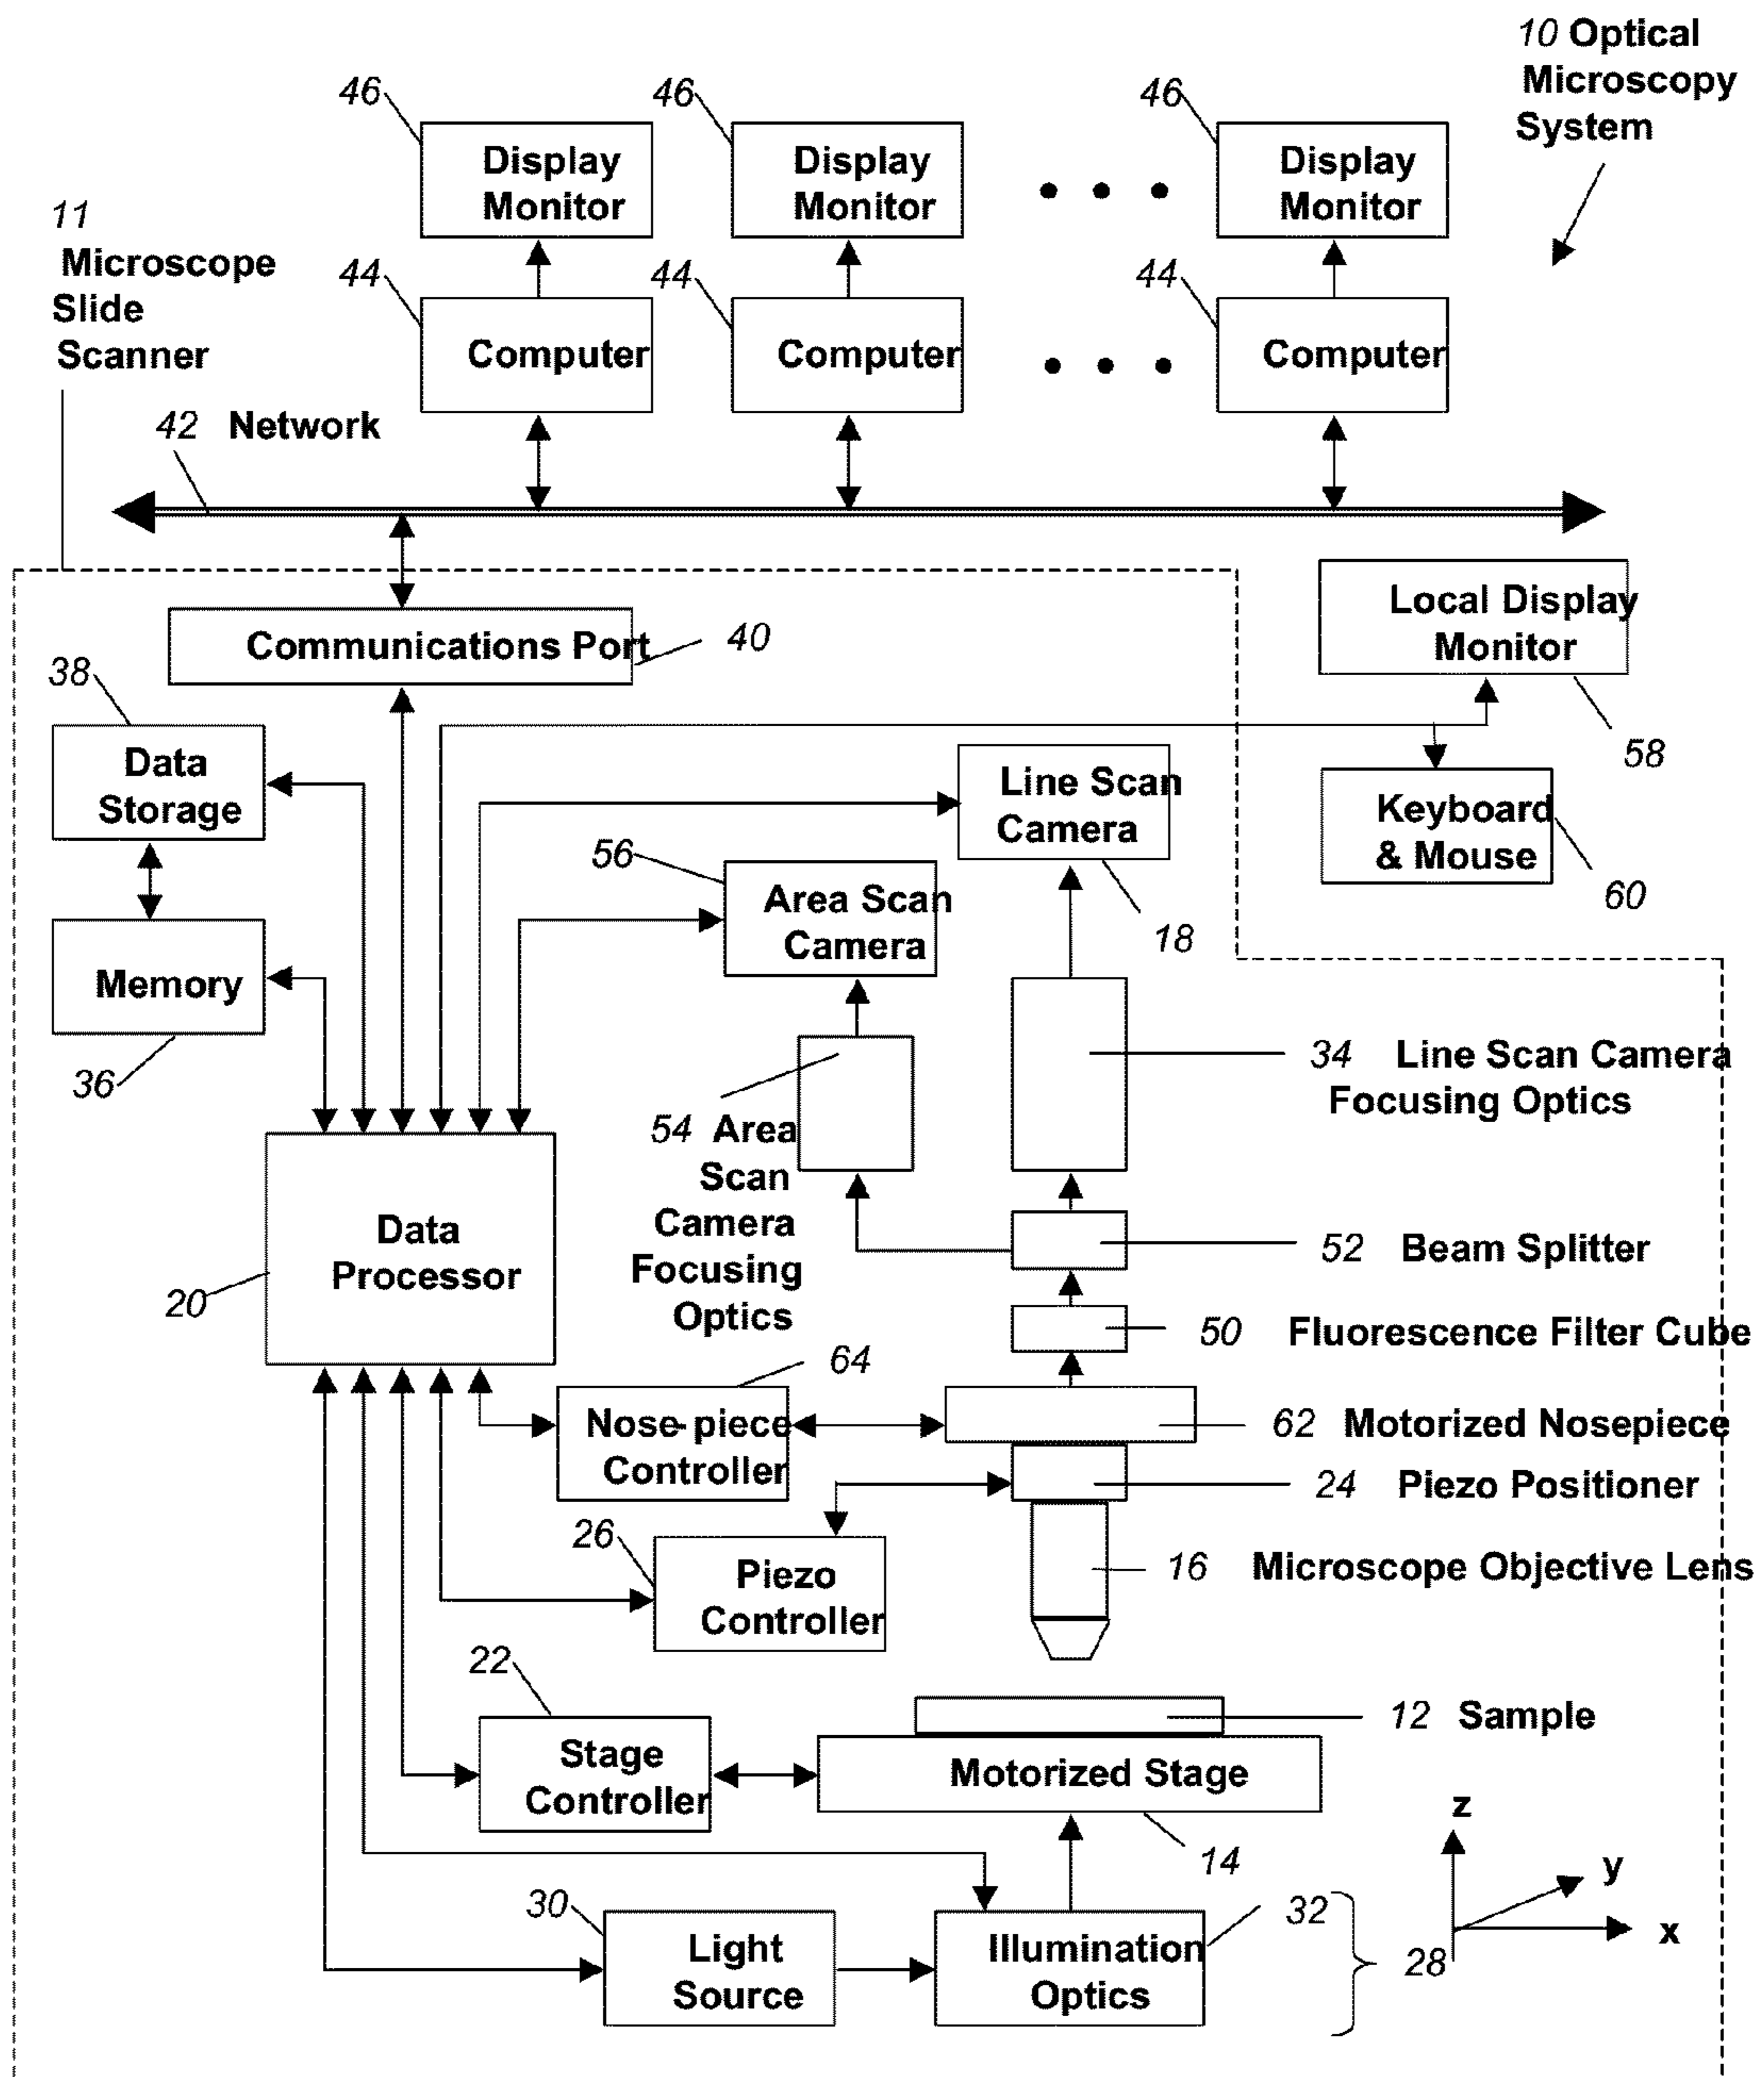 10 Optical
Microscopy
System
46
46
46
Display
Monitor
Display
Monitor
Display
Monitor
11
Microscope
Slide
Scanner
44
44
44
Computer
Computer
Computer
42 Network
Communications Port
40
Local Display
Monitor
58
38
Data
Storage
Line Scan
Camera
18
Keyboard
& Mouse
60
56
Area Scan
Camera
Memory
36
34 Line Scan Camera
Focusing Optics
54 Area
Scan
Camera
Focusing
Optics
Data
Processor
20
52 Beam Splitter
50 Fluorescence Filter Cube
64
Nose-piece
Controller
62 Motorized Nosepiece
24 Piezo Positioner
26
Piezo
Controller
16 Microscope Objective Lens
22
Stage
Controller
12 Sample
Motorized Stage
14
z
y
x
30
Light
Source
Illumination
Optics
32
28